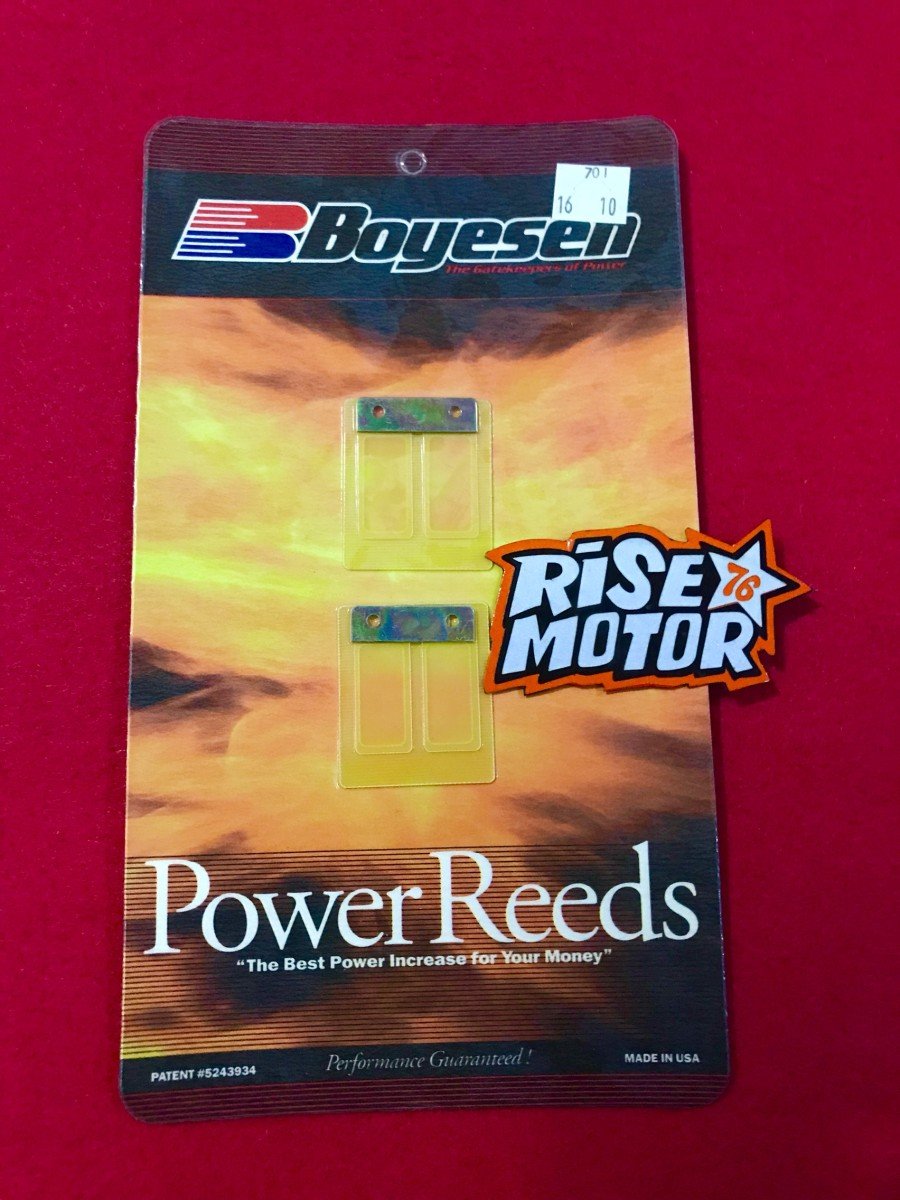 701
16 10
Boyesen
The Gatekeepers of Power
RiSE 76
MOTOR
Power Reeds
“The Best Power Increase for Your Money”
Performance Guaranteed!
PATENT #5243934
MADE IN USA